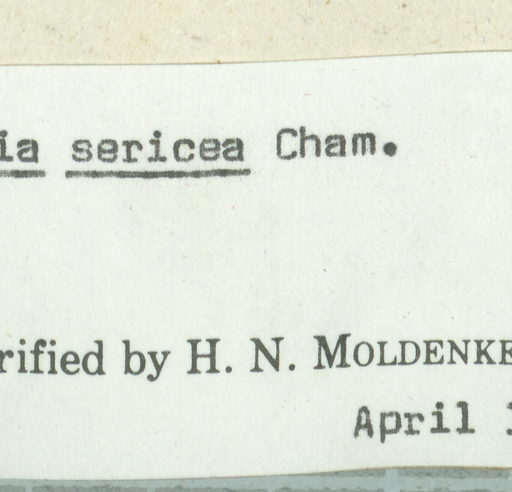 ia sericea Cham.
rified by H. N. MOLDENKE
April